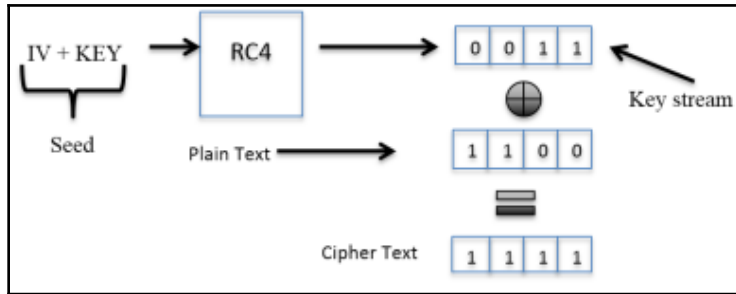 IV + KEY
RC4
0 0 1 1
Key stream
Seed
Plain Text
1 1 0 0
Cipher Text
1 1 1 1